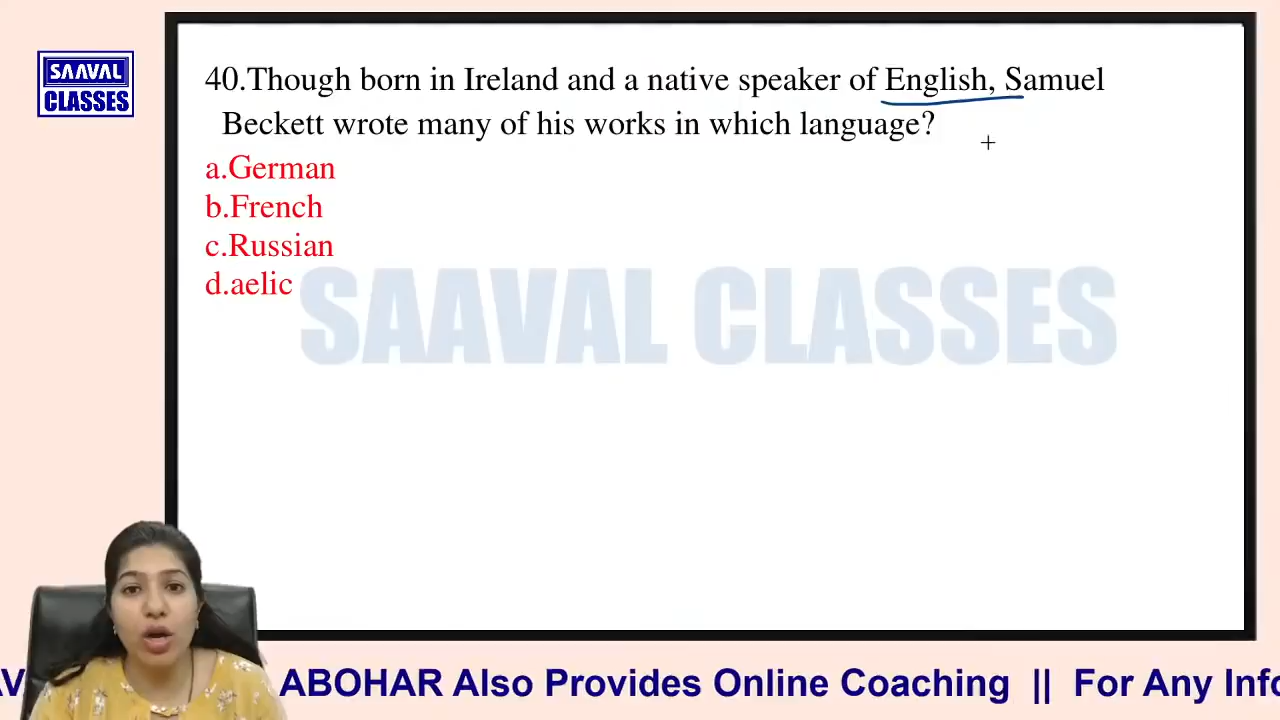 SAAVAL
CLASSES
40.Though born in Ireland and a native speaker of English, Samuel
Beckett wrote many of his works in which language?
a.German
b.French
c.Russian
d.aelic
SAAVAL CLASSES
ABOHAR Also Provides Online Coaching || For Any